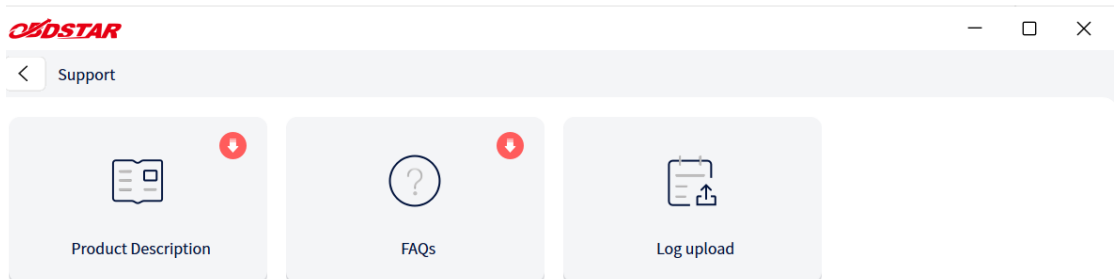 OBDSTAR
Support
Product Description
FAQs
Log upload